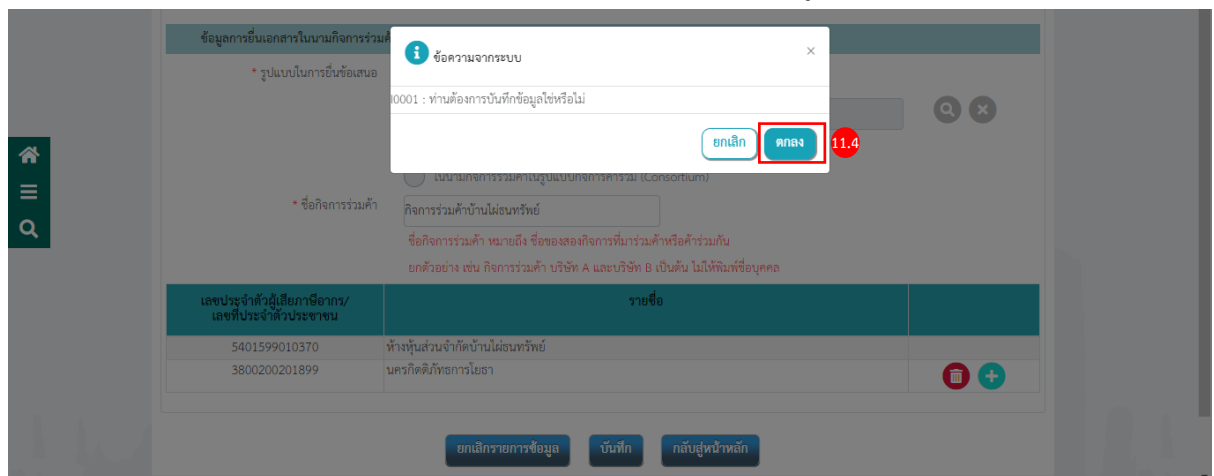 ข้อมูลการยื่นเอกสารในนามกิจการร่วมค้
ข้อความจากระบบ
×
* รูปแบบในการยื่นข้อเสนอ
I0001 : ท่านต้องการบันทึกข้อมูลใช่หรือไม่
ยกเลิก ตกลง 11.4
ในนามกิจการร่วมค้าในรูปแบบกิจการค้าร่วม (Consortium)
* ชื่อกิจการร่วมค้า กิจการร่วมค้าบ้านไผ่ธนทรัพย์
ชื่อกิจการร่วมค้า หมายถึง ชื่อของสองกิจการที่มาร่วมค้าหรือค้าร่วมกัน
ยกตัวอย่าง เช่น กิจการร่วมค้า บริษัท A และบริษัท B เป็นต้น ไม่ให้พิมพ์ชื่อบุคคล
เลขประจำตัวผู้เสียภาษีอากร/
เลขที่ประจำตัวประชาชน
รายชื่อ
5401599010370 ห้างหุ้นส่วนจำกัดบ้านไผ่ธนทรัพย์
3800200201899 นครกิตติภัทธการโยธา
ยกเลิกรายการข้อมูล บันทึก กลับสู่หน้าหลัก